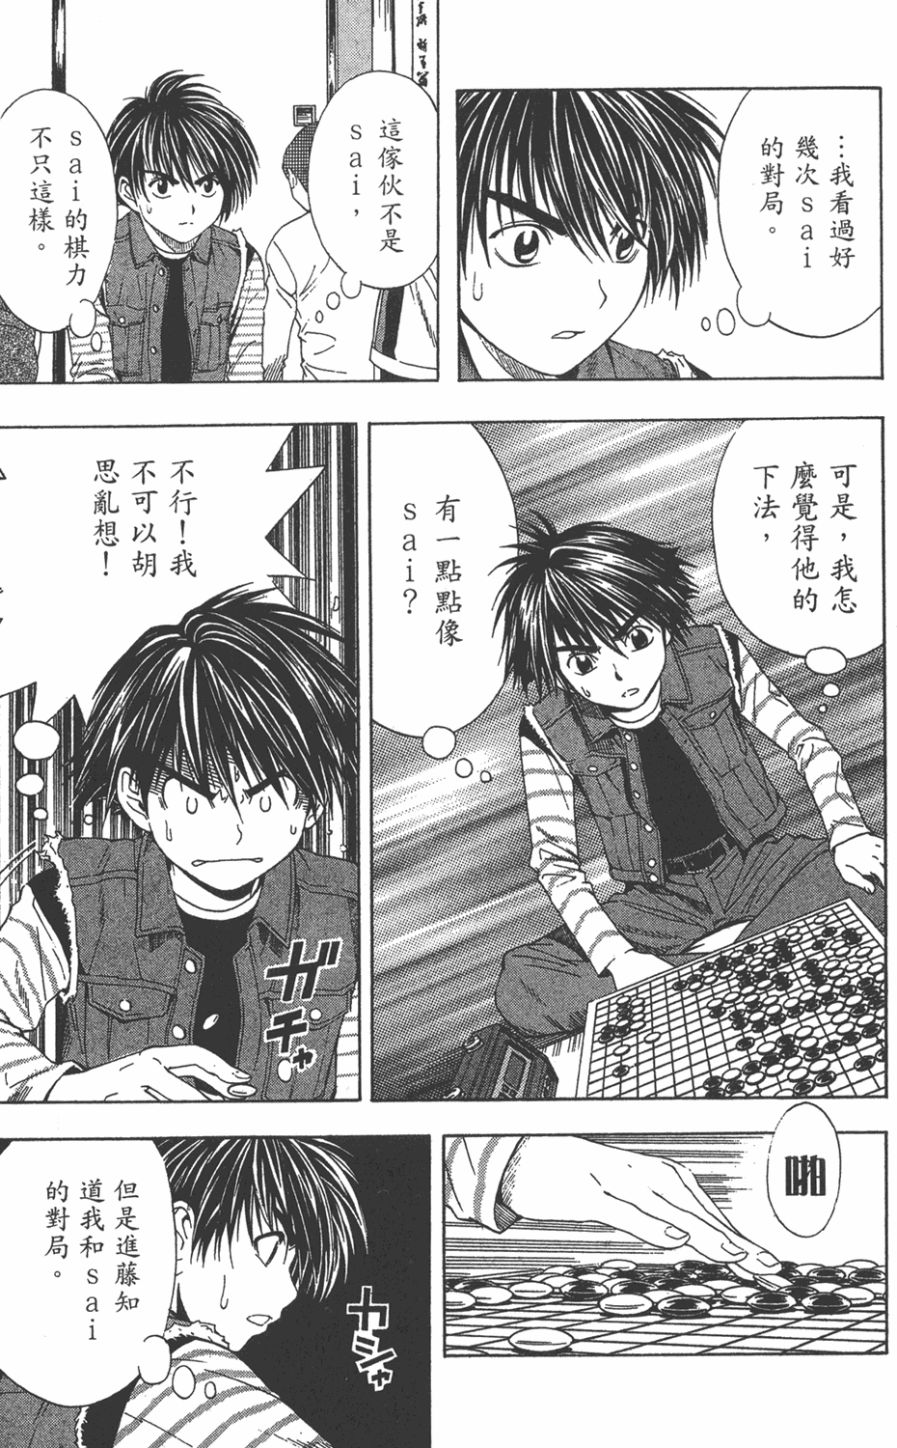 …我看過好
幾次sai
的對局。
這傢伙不是
sai,
sai的棋力
不只這樣。
可是,我怎
麼覺得他的
下法,
有一點點像
sai?
不行!我
不可以胡
思亂想!
ガチャ
啪
カシャ
但是進藤知
道我和sai
的對局。